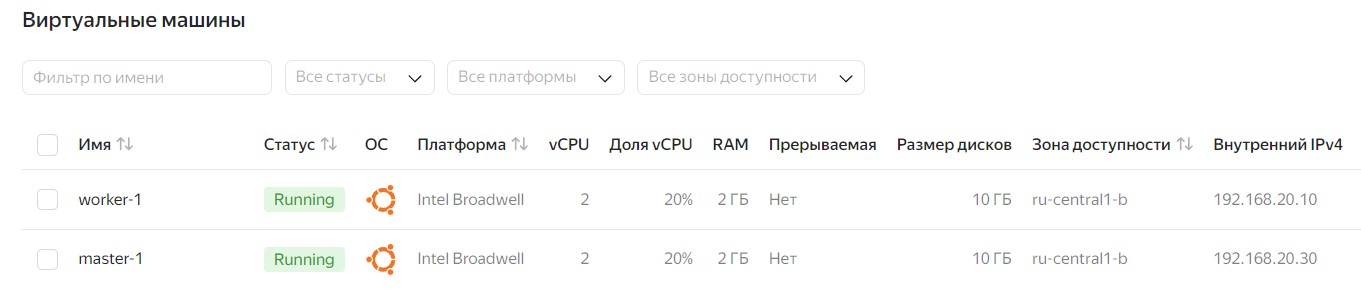 Виртуальные машины
Фильтр по имени Все статусы Все платформы Все зоны доступности
Имя Статус ОС Платформа vCPU Доля vCPU RAM Прерываемая Размер дисков Зона доступности Внутренний IPv4
worker-1 Running Intel Broadwell 2 20% 2 ГБ Нет 10 ГБ ru-central1-b 192.168.20.10
master-1 Running Intel Broadwell 2 20% 2 ГБ Нет 10 ГБ ru-central1-b 192.168.20.30